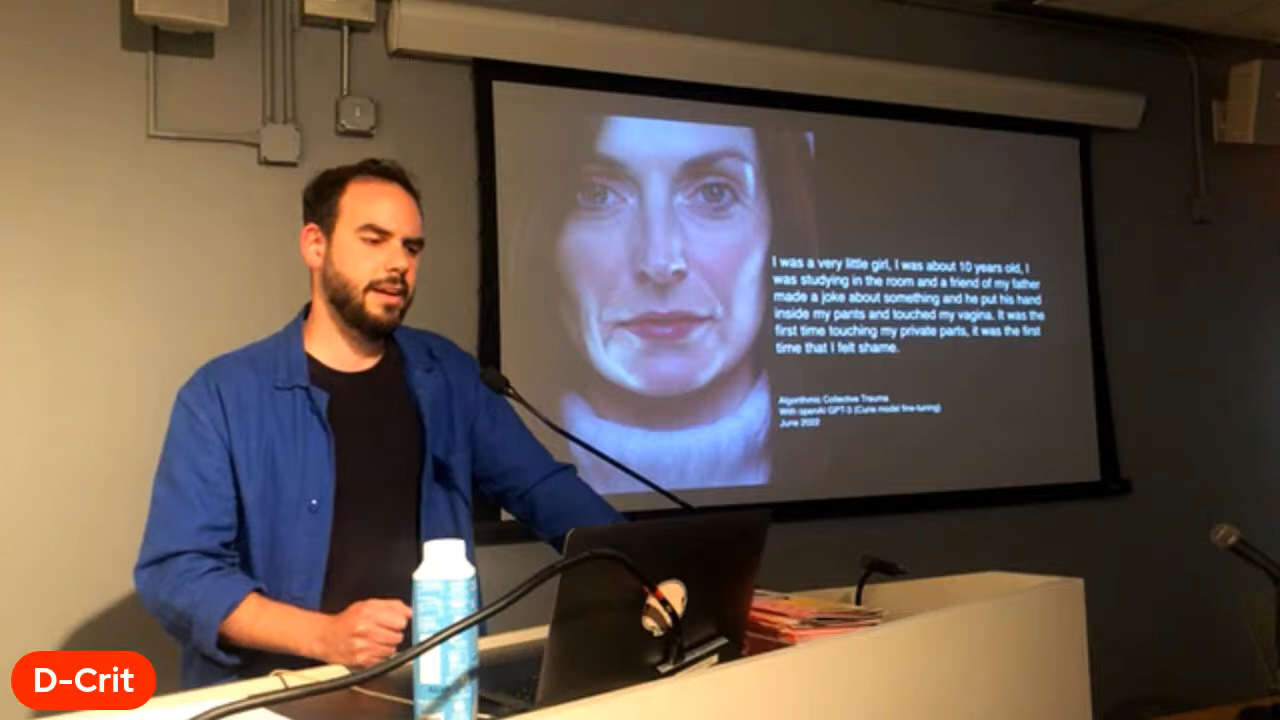 I was a very little girl, I was about 10 years old, I
was studying in the room and a friend of my father
made a joke about something and he put his hand
inside my pants and touched my vagina. It was the
first time touching my private parts, it was the first
time that I felt shame.
Algorithmic Collective Trauma
With openAI GPT-3 (Curie model fine-tuning)
June 2022
D-Crit